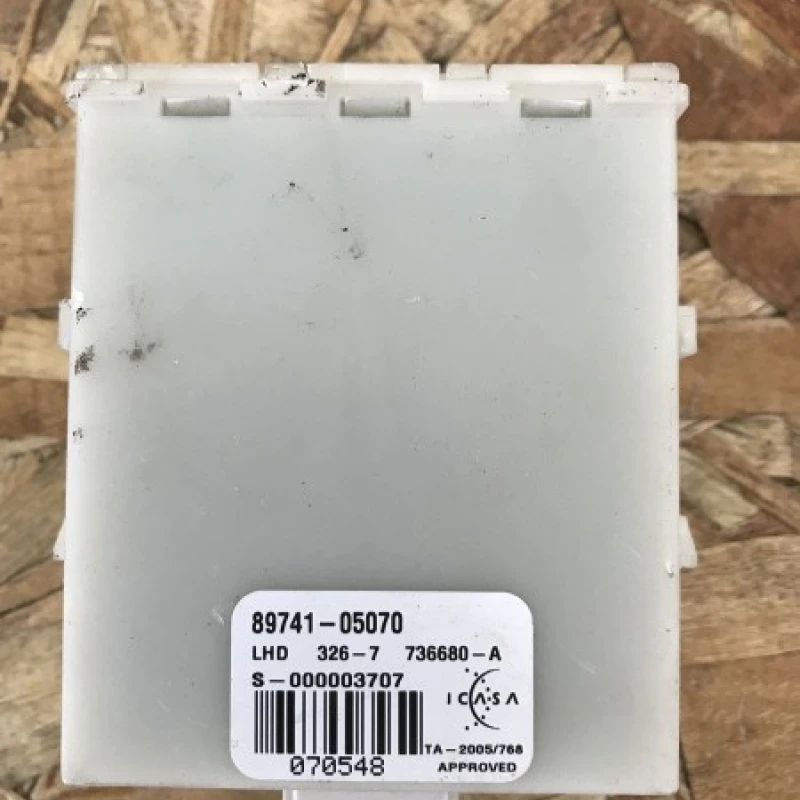 89741-05070
LHD 326-7 736680-A
S-000003707
ICASA
TA-2005/768
070548 APPROVED